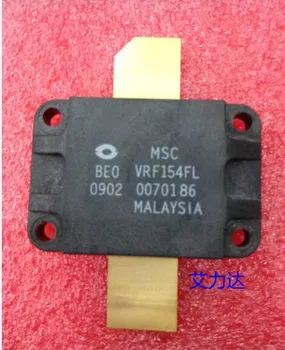 MSC
BEO VRF154FL
0902 0070186
MALAYSIA
艾力达